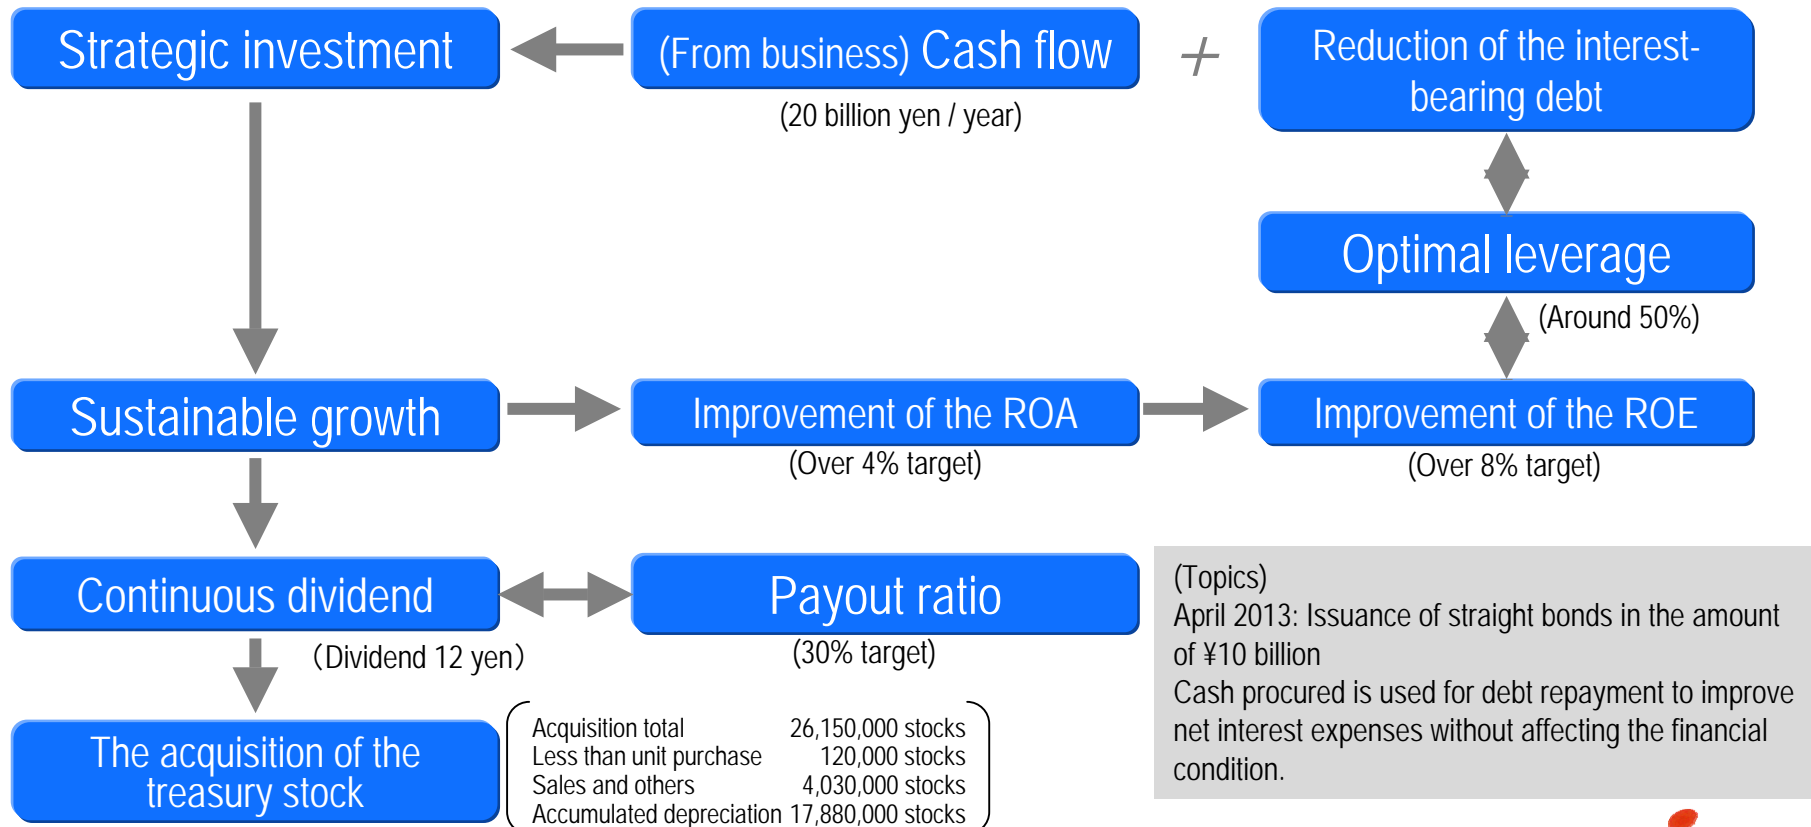 Strategic investment
(From business) Cash flow
(20 billion yen / year)
+
Reduction of the interest-
bearing debt
Optimal leverage
(Around 50%)
Sustainable growth
Improvement of the ROA
(Over 4% target)
Improvement of the ROE
(Over 8% target)
Continuous dividend
(Dividend 12 yen)
Payout ratio
(30% target)
The acquisition of the
treasury stock
Acquisition total 26,150,000 stocks
Less than unit purchase 120,000 stocks
Sales and others 4,030,000 stocks
Accumulated depreciation 17,880,000 stocks
(Topics)
April 2013: Issuance of straight bonds in the amount
of ¥10 billion
Cash procured is used for debt repayment to improve
net interest expenses without affecting the financial
condition.